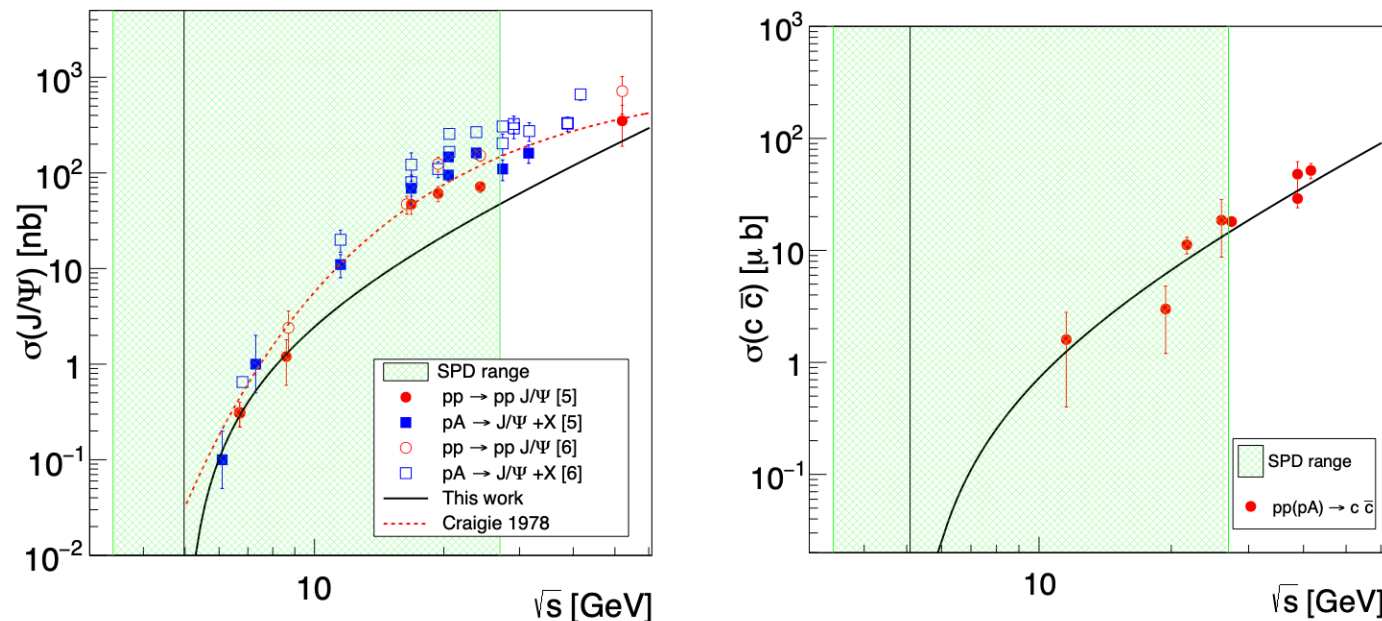 σ(J/Ψ) [nb]
10³
10²
10
1
10⁻¹
10⁻²
SPD range
pp → pp J/Ψ [5]
pA → J/Ψ +X [5]
pp → pp J/Ψ [6]
pA → J/Ψ +X [6]
This work
Craigie 1978
10
√s [GeV]
σ(c c̄) [μ b]
10³
10²
10
1
10⁻¹
SPD range
pp(pA) → c c̄
10
√s [GeV]